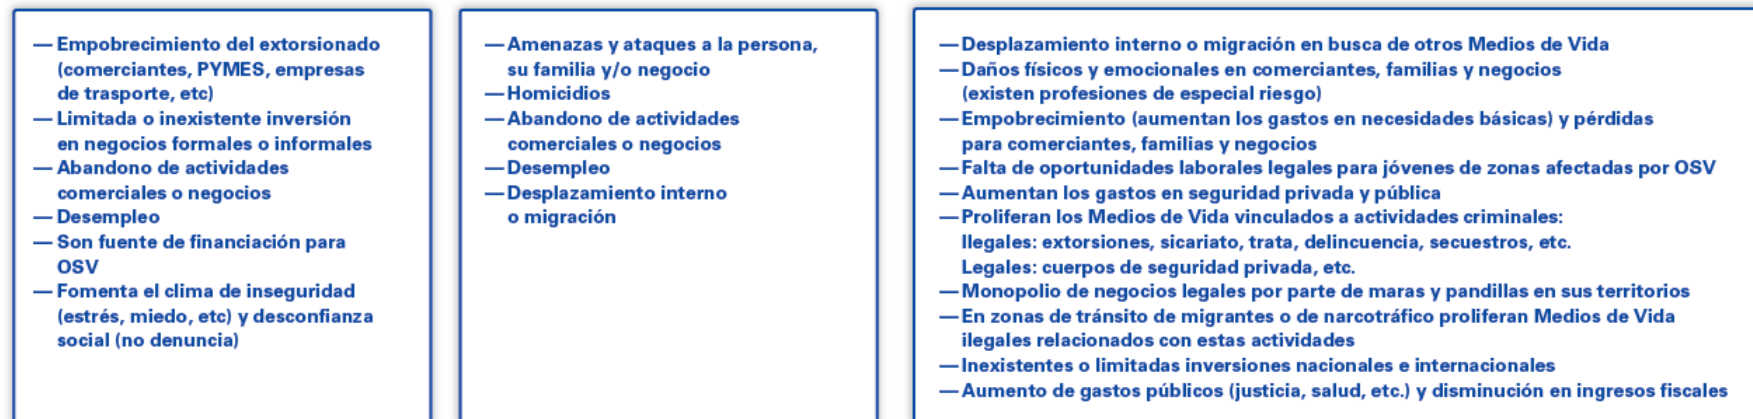 — Empobrecimiento del extorsionado
(comerciantes, PYMES, empresas
de trasporte, etc)
— Limitada o inexistente inversión
en negocios formales o informales
— Abandono de actividades
comerciales o negocios
— Desempleo
— Son fuente de financiación para
OSV
— Fomenta el clima de inseguridad
(estrés, miedo, etc) y desconfianza
social (no denuncia)
— Amenazas y ataques a la persona,
su familia y/o negocio
— Homicidios
— Abandono de actividades
comerciales o negocios
— Desempleo
— Desplazamiento interno
o migración
— Desplazamiento interno o migración en busca de otros Medios de Vida
— Daños físicos y emocionales en comerciantes, familias y negocios
(existen profesiones de especial riesgo)
— Empobrecimiento (aumentan los gastos en necesidades básicas) y pérdidas
para comerciantes, familias y negocios
— Falta de oportunidades laborales legales para jóvenes de zonas afectadas por OSV
— Aumentan los gastos en seguridad privada y pública
— Proliferan los Medios de Vida vinculados a actividades criminales:
Ilegales: extorsiones, sicariato, trata, delincuencia, secuestros, etc.
Legales: cuerpos de seguridad privada, etc.
— Monopolio de negocios legales por parte de maras y pandillas en sus territorios
— En zonas de tránsito de migrantes o de narcotráfico proliferan Medios de Vida
ilegales relacionados con estas actividades
— Inexistentes o limitadas inversiones nacionales e internacionales
— Aumento de gastos públicos (justicia, salud, etc.) y disminución en ingresos fiscales